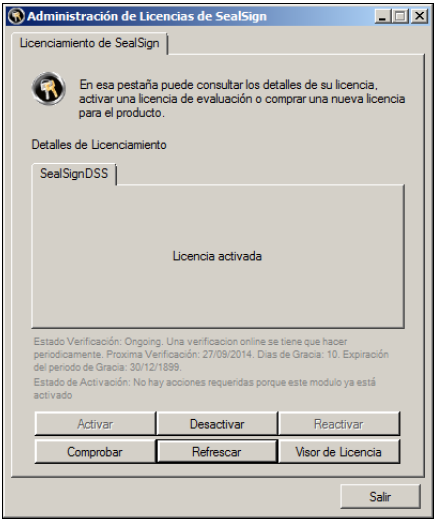 Administración de Licencias de SealSign
Licenciamiento de SealSign
En esa pestaña puede consultar los detalles de su licencia,
activar una licencia de evaluación o comprar una nueva licencia
para el producto.
Detalles de Licenciamiento
SealSignDSS
Licencia activada
Estado Verificación: Ongoing. Una verificacion online se tiene que hacer
periodicamente. Proxima Verificación: 27/09/2014. Dias de Gracia: 10. Expiración
del periodo de Gracia: 30/12/1899.
Estado de Activación: No hay acciones requeridas porque este modulo ya está
activado
Activar Desactivar Reactivar
Comprobar Refrescar Visor de Licencia
Salir